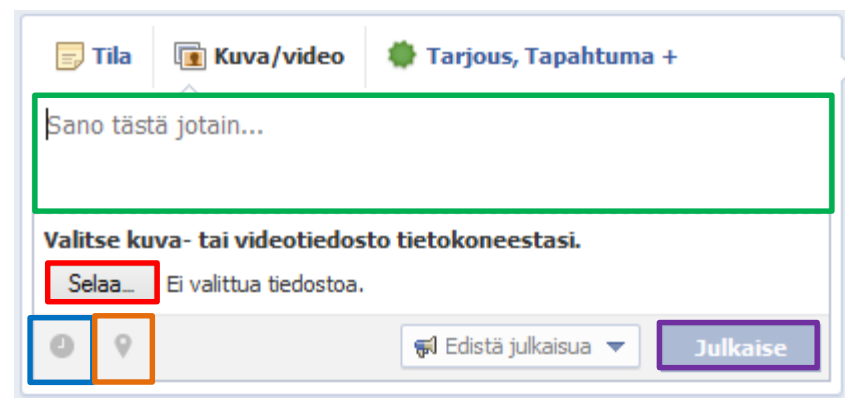 Tila Kuva/video Tarjous, Tapahtuma +
Sano tästä jotain...
Valitse kuva- tai videotiedosto tietokoneestasi.
Selaa... Ei valittua tiedostoa.
Edistä julkaisua Julkaise